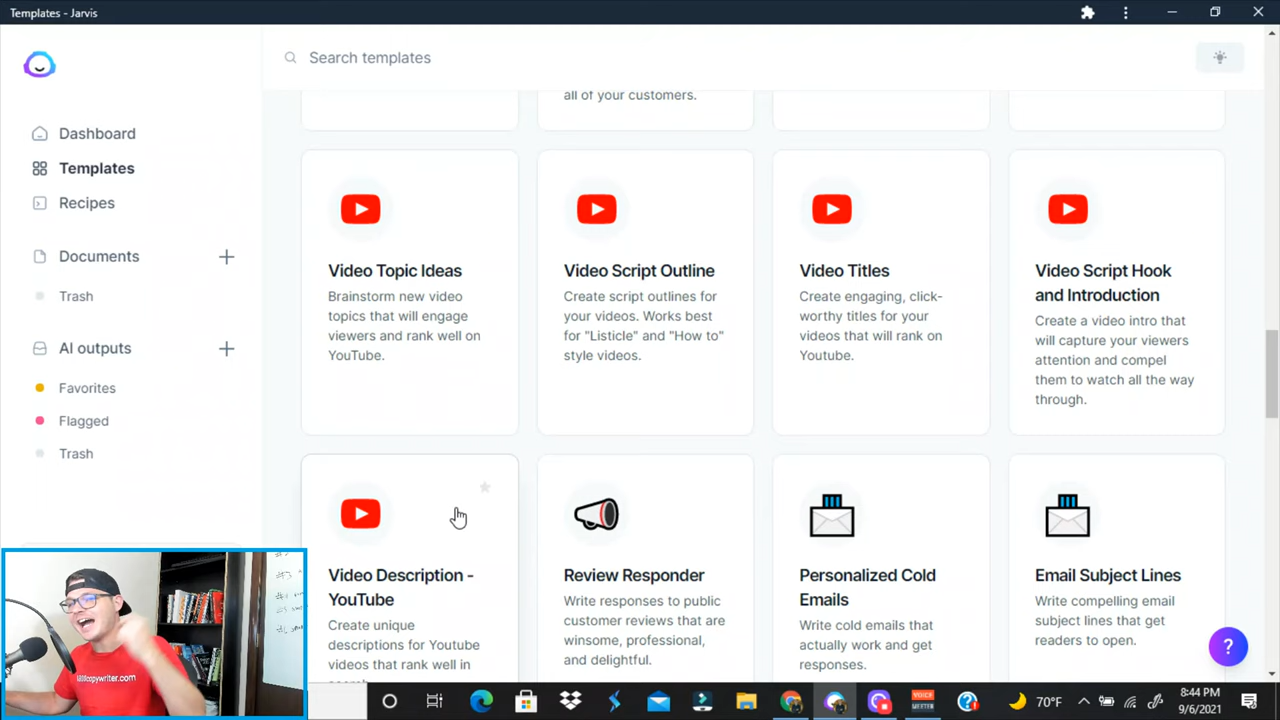 Templates - Jarvis
Search templates
Dashboard
Templates
Recipes
Documents
Trash
AI outputs
Favorites
Flagged
Trash
all of your customers.
Video Topic Ideas
Brainstorm new video
topics that will engage
viewers and rank well on
YouTube.
Video Script Outline
Create script outlines for
your videos. Works best
for "Listicle" and "How to"
style videos.
Video Titles
Create engaging, click-
worthy titles for your
videos that will rank on
Youtube.
Video Script Hook
and Introduction
Create a video intro that
will capture your viewers
attention and compel
them to watch all the way
through.
Video Description -
YouTube
Create unique
descriptions for Youtube
videos that rank well in
Review Responder
Write responses to public
customer reviews that are
winsome, professional,
and delightful.
Personalized Cold
Emails
Write cold emails that
actually work and get
responses.
Email Subject Lines
Write compelling email
subject lines that get
readers to open.
?
70°F
8:44 PM
9/6/2021